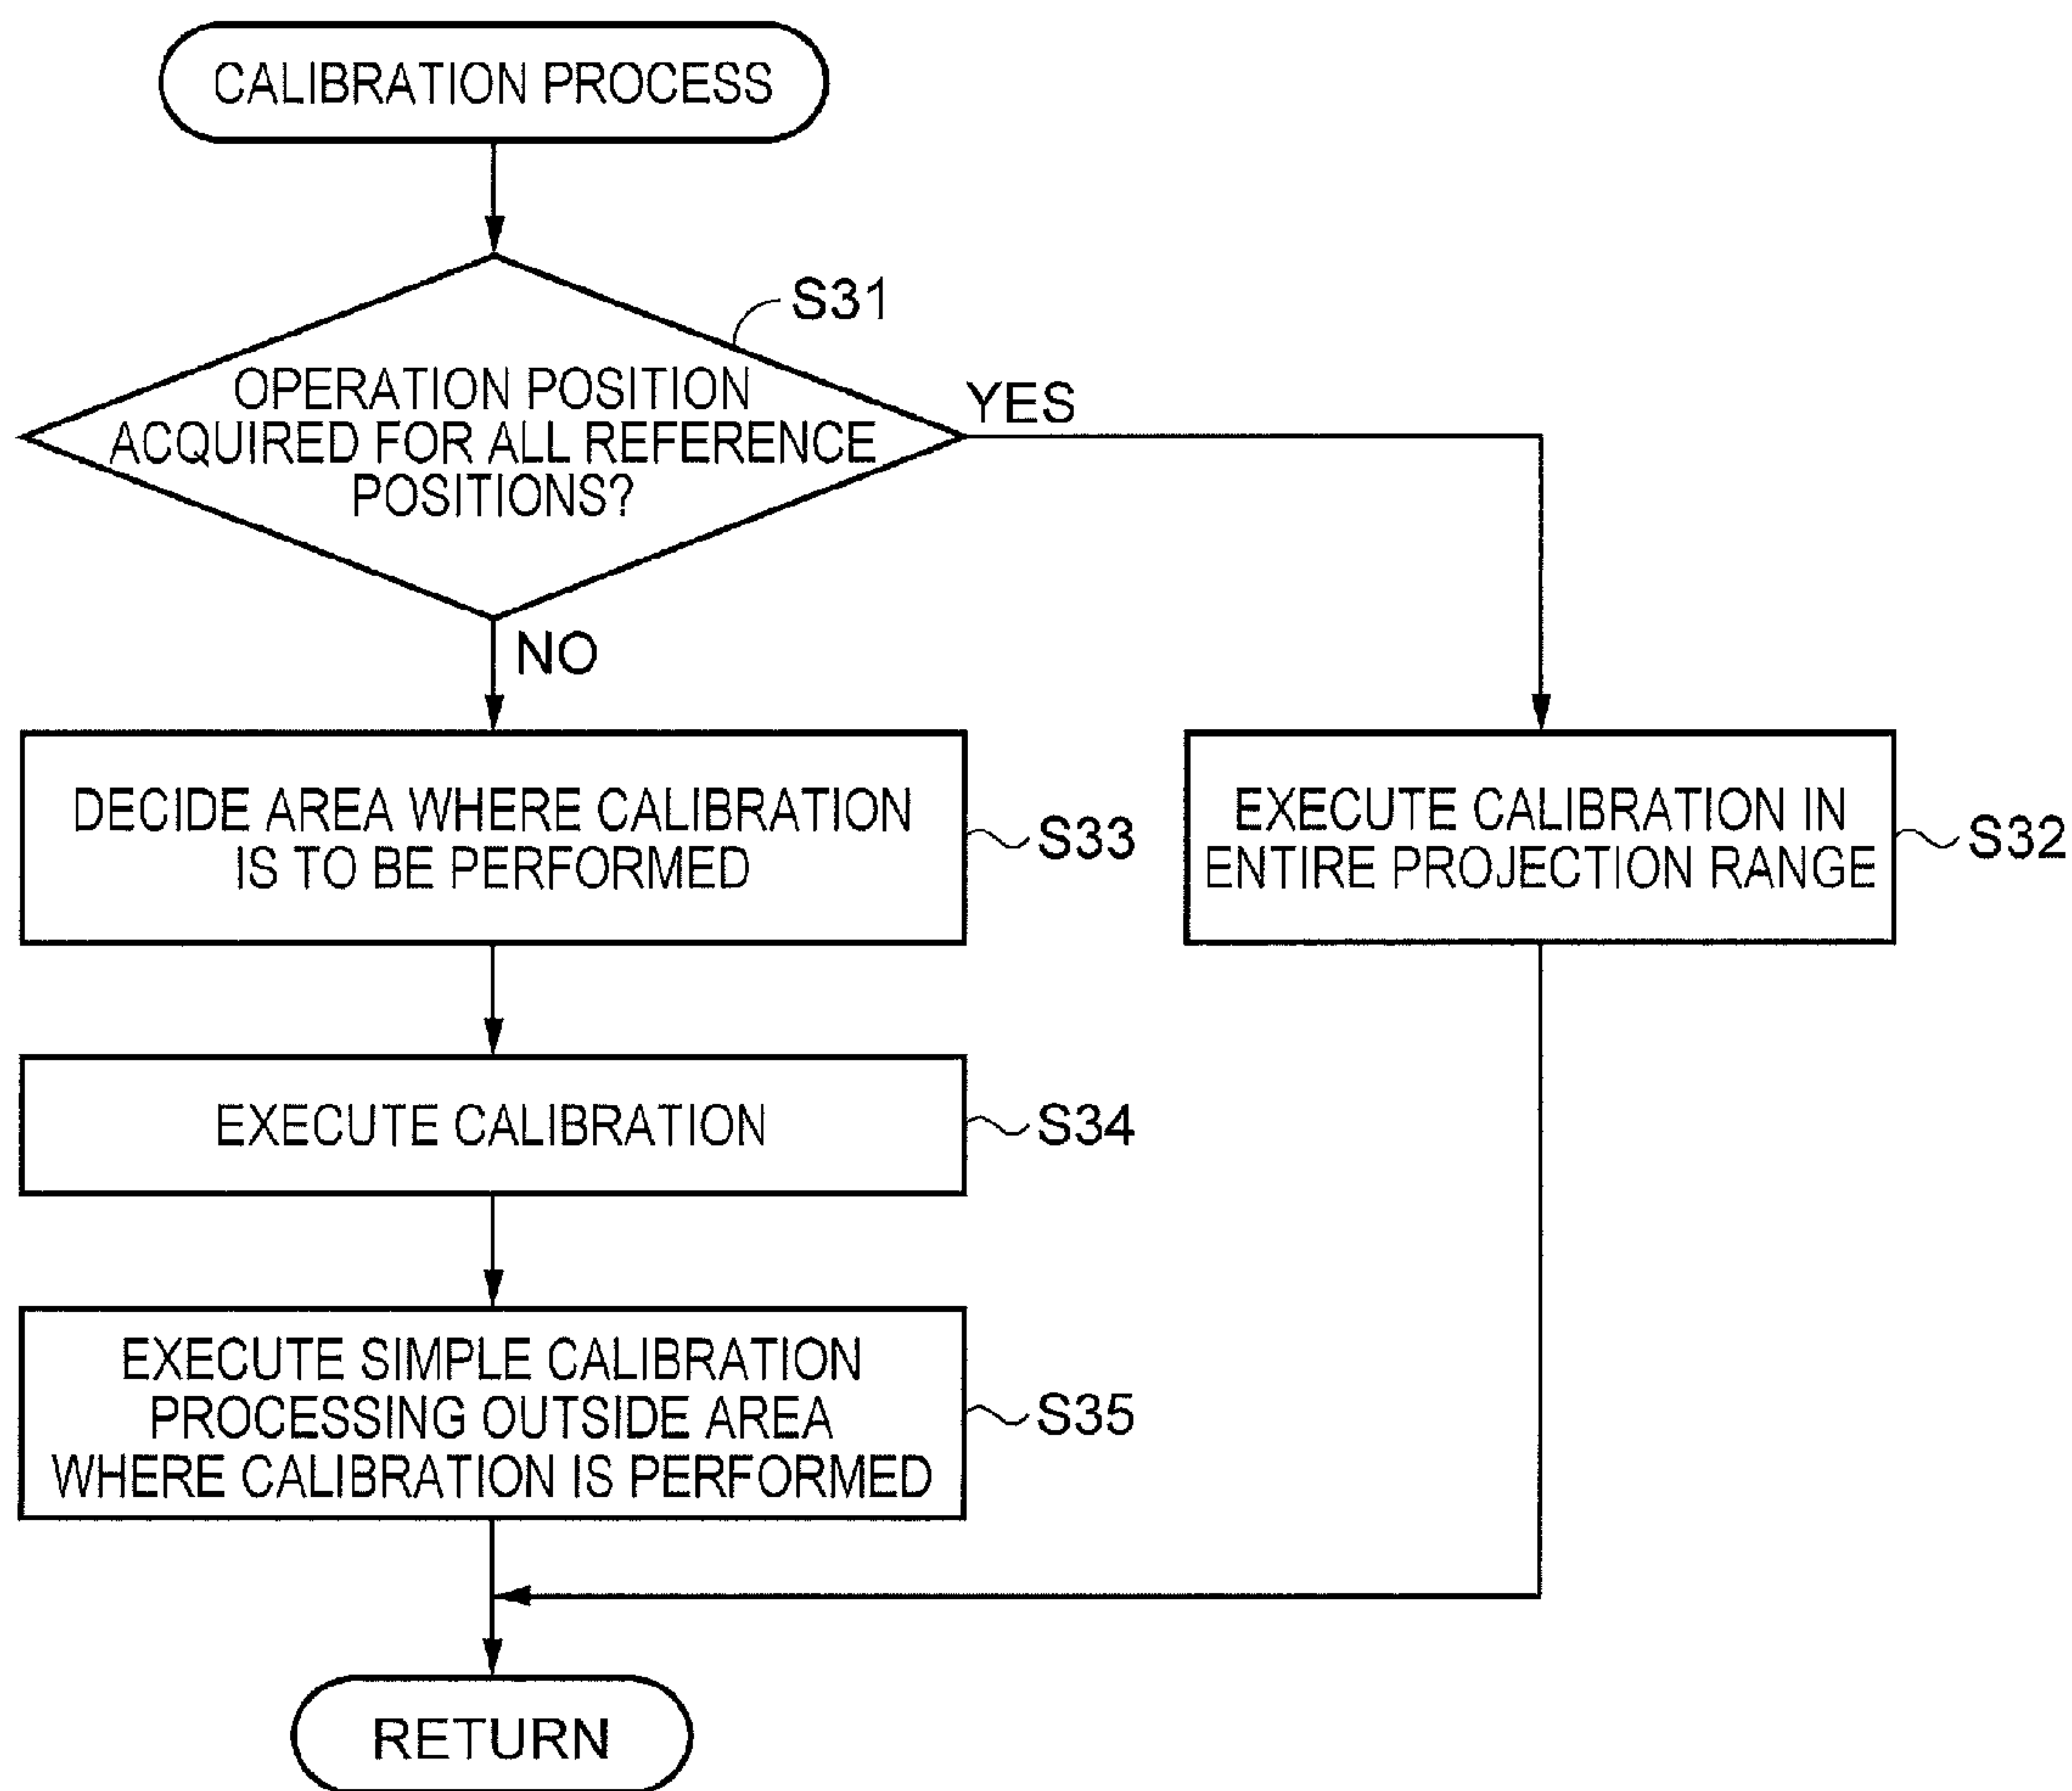 CALIBRATION PROCESS
S31
OPERATION POSITION
ACQUIRED FOR ALL REFERENCE
POSITIONS?
YES
NO
DECIDE AREA WHERE CALIBRATION
IS TO BE PERFORMED
S33
EXECUTE CALIBRATION IN
ENTIRE PROJECTION RANGE
S32
EXECUTE CALIBRATION
S34
EXECUTE SIMPLE CALIBRATION
PROCESSING OUTSIDE AREA
WHERE CALIBRATION IS PERFORMED
S35
RETURN